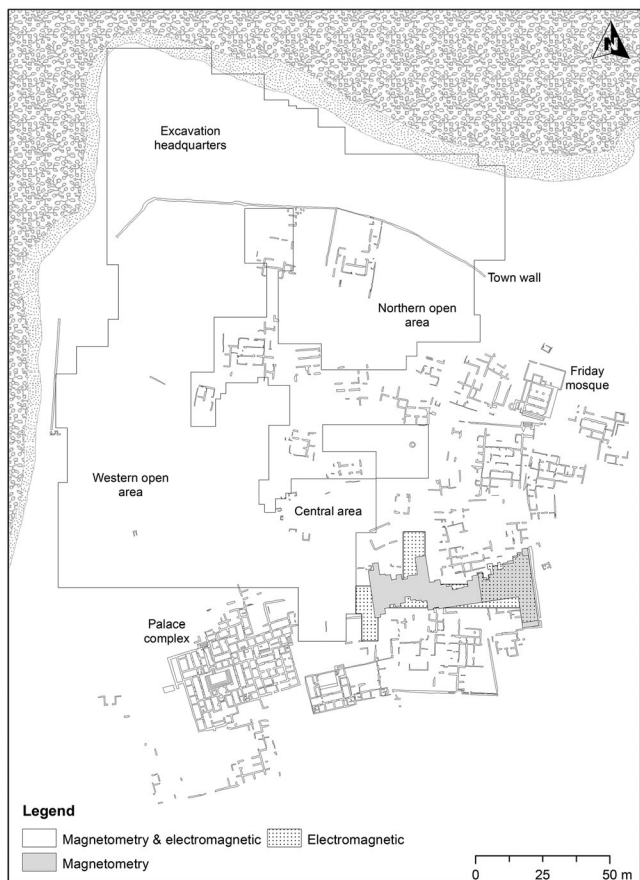 N
Excavation
headquarters
Town wall
Northern open
area
Friday
mosque
Western open
area
Central area
Palace
complex
Legend
Magnetometry & electromagnetic
Electromagnetic
Magnetometry
0 25 50 m